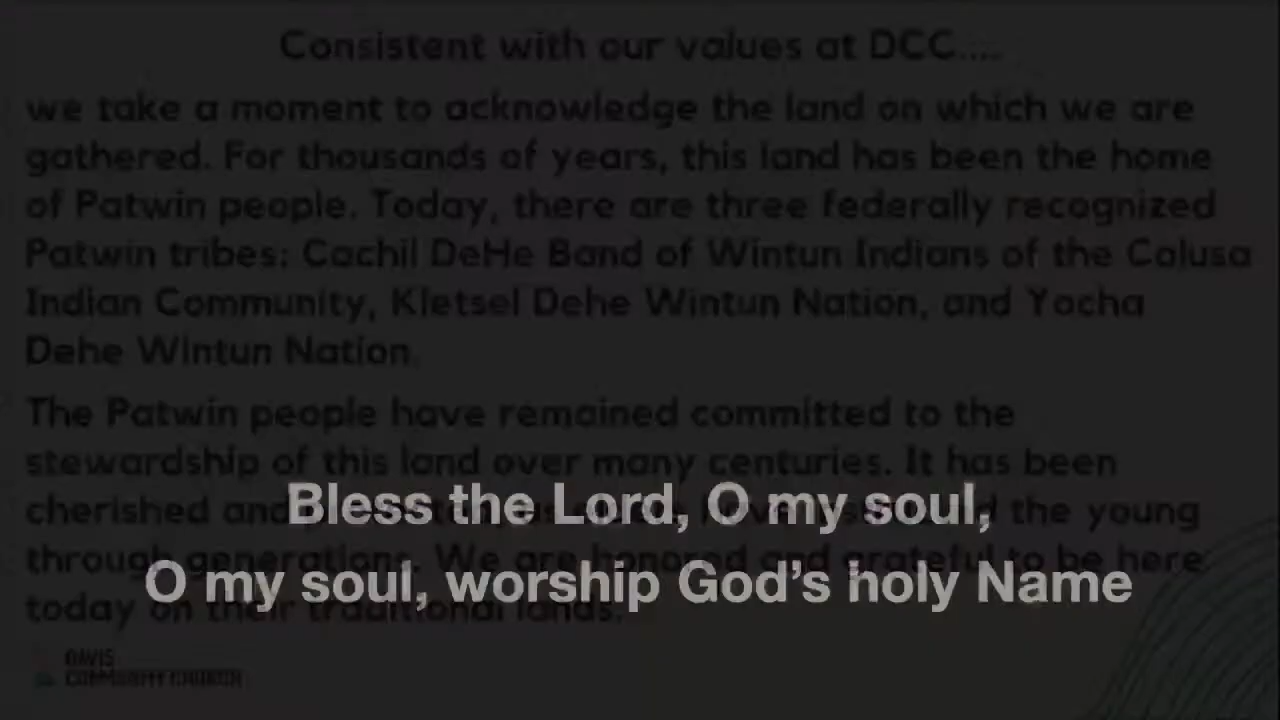 Consistent with our values at DCC....
we take a moment to acknowledge the land on which we are
gathered. For thousands of years, this land has been the home
of Patwin people. Today, there are three federally recognized
Patwin tribes: Cachil DeHe Band of Wintun Indians of the Colusa
Indian Community, Kletsel Dehe Wintun Nation, and Yocha
Dehe Wintun Nation.
The Patwin people have remained committed to the
stewardship of this land over many centuries. It has been
cherished and the young
through generations. We are honored and grateful to be here
today on their traditional lands.
Bless the Lord, O my soul,
O my soul, worship God’s holy Name
DAVIS
COMMUNITY CHURCH